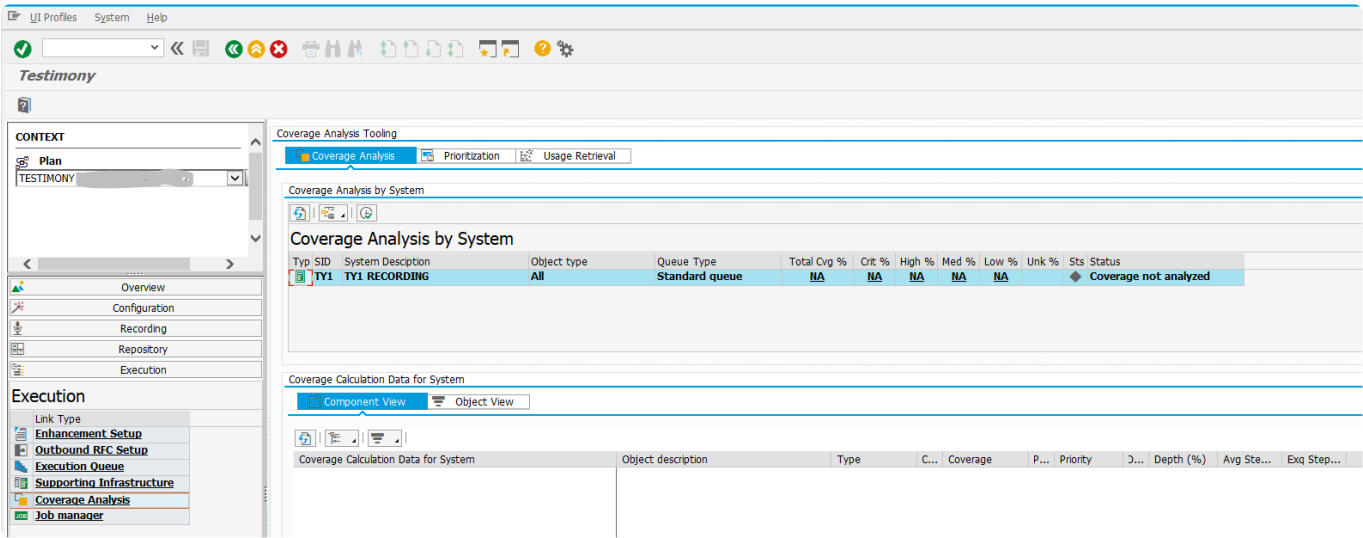 UI Profiles System Help
Testimony
CONTEXT
Plan
TESTIMONY
Overview
Configuration
Recording
Repository
Execution
Execution
Link Type
Enhancement Setup
Outbound RFC Setup
Execution Queue
Supporting Infrastructure
Coverage Analysis
JOB Job manager
Coverage Analysis Tooling
Coverage Analysis Prioritization Usage Retrieval
Coverage Analysis by System
Coverage Analysis by System
Typ SID System Desciption Object type Queue Type Total Cvg % Crit % High % Med % Low % Unk % Sts Status
TY1 TY1 RECORDING All Standard queue NA NA NA NA NA Coverage not analyzed
Coverage Calculation Data for System
Component View Object View
Coverage Calculation Data for System Object description Type C... Coverage P... Priority D... Depth (%) Avg Ste... Exq Step...